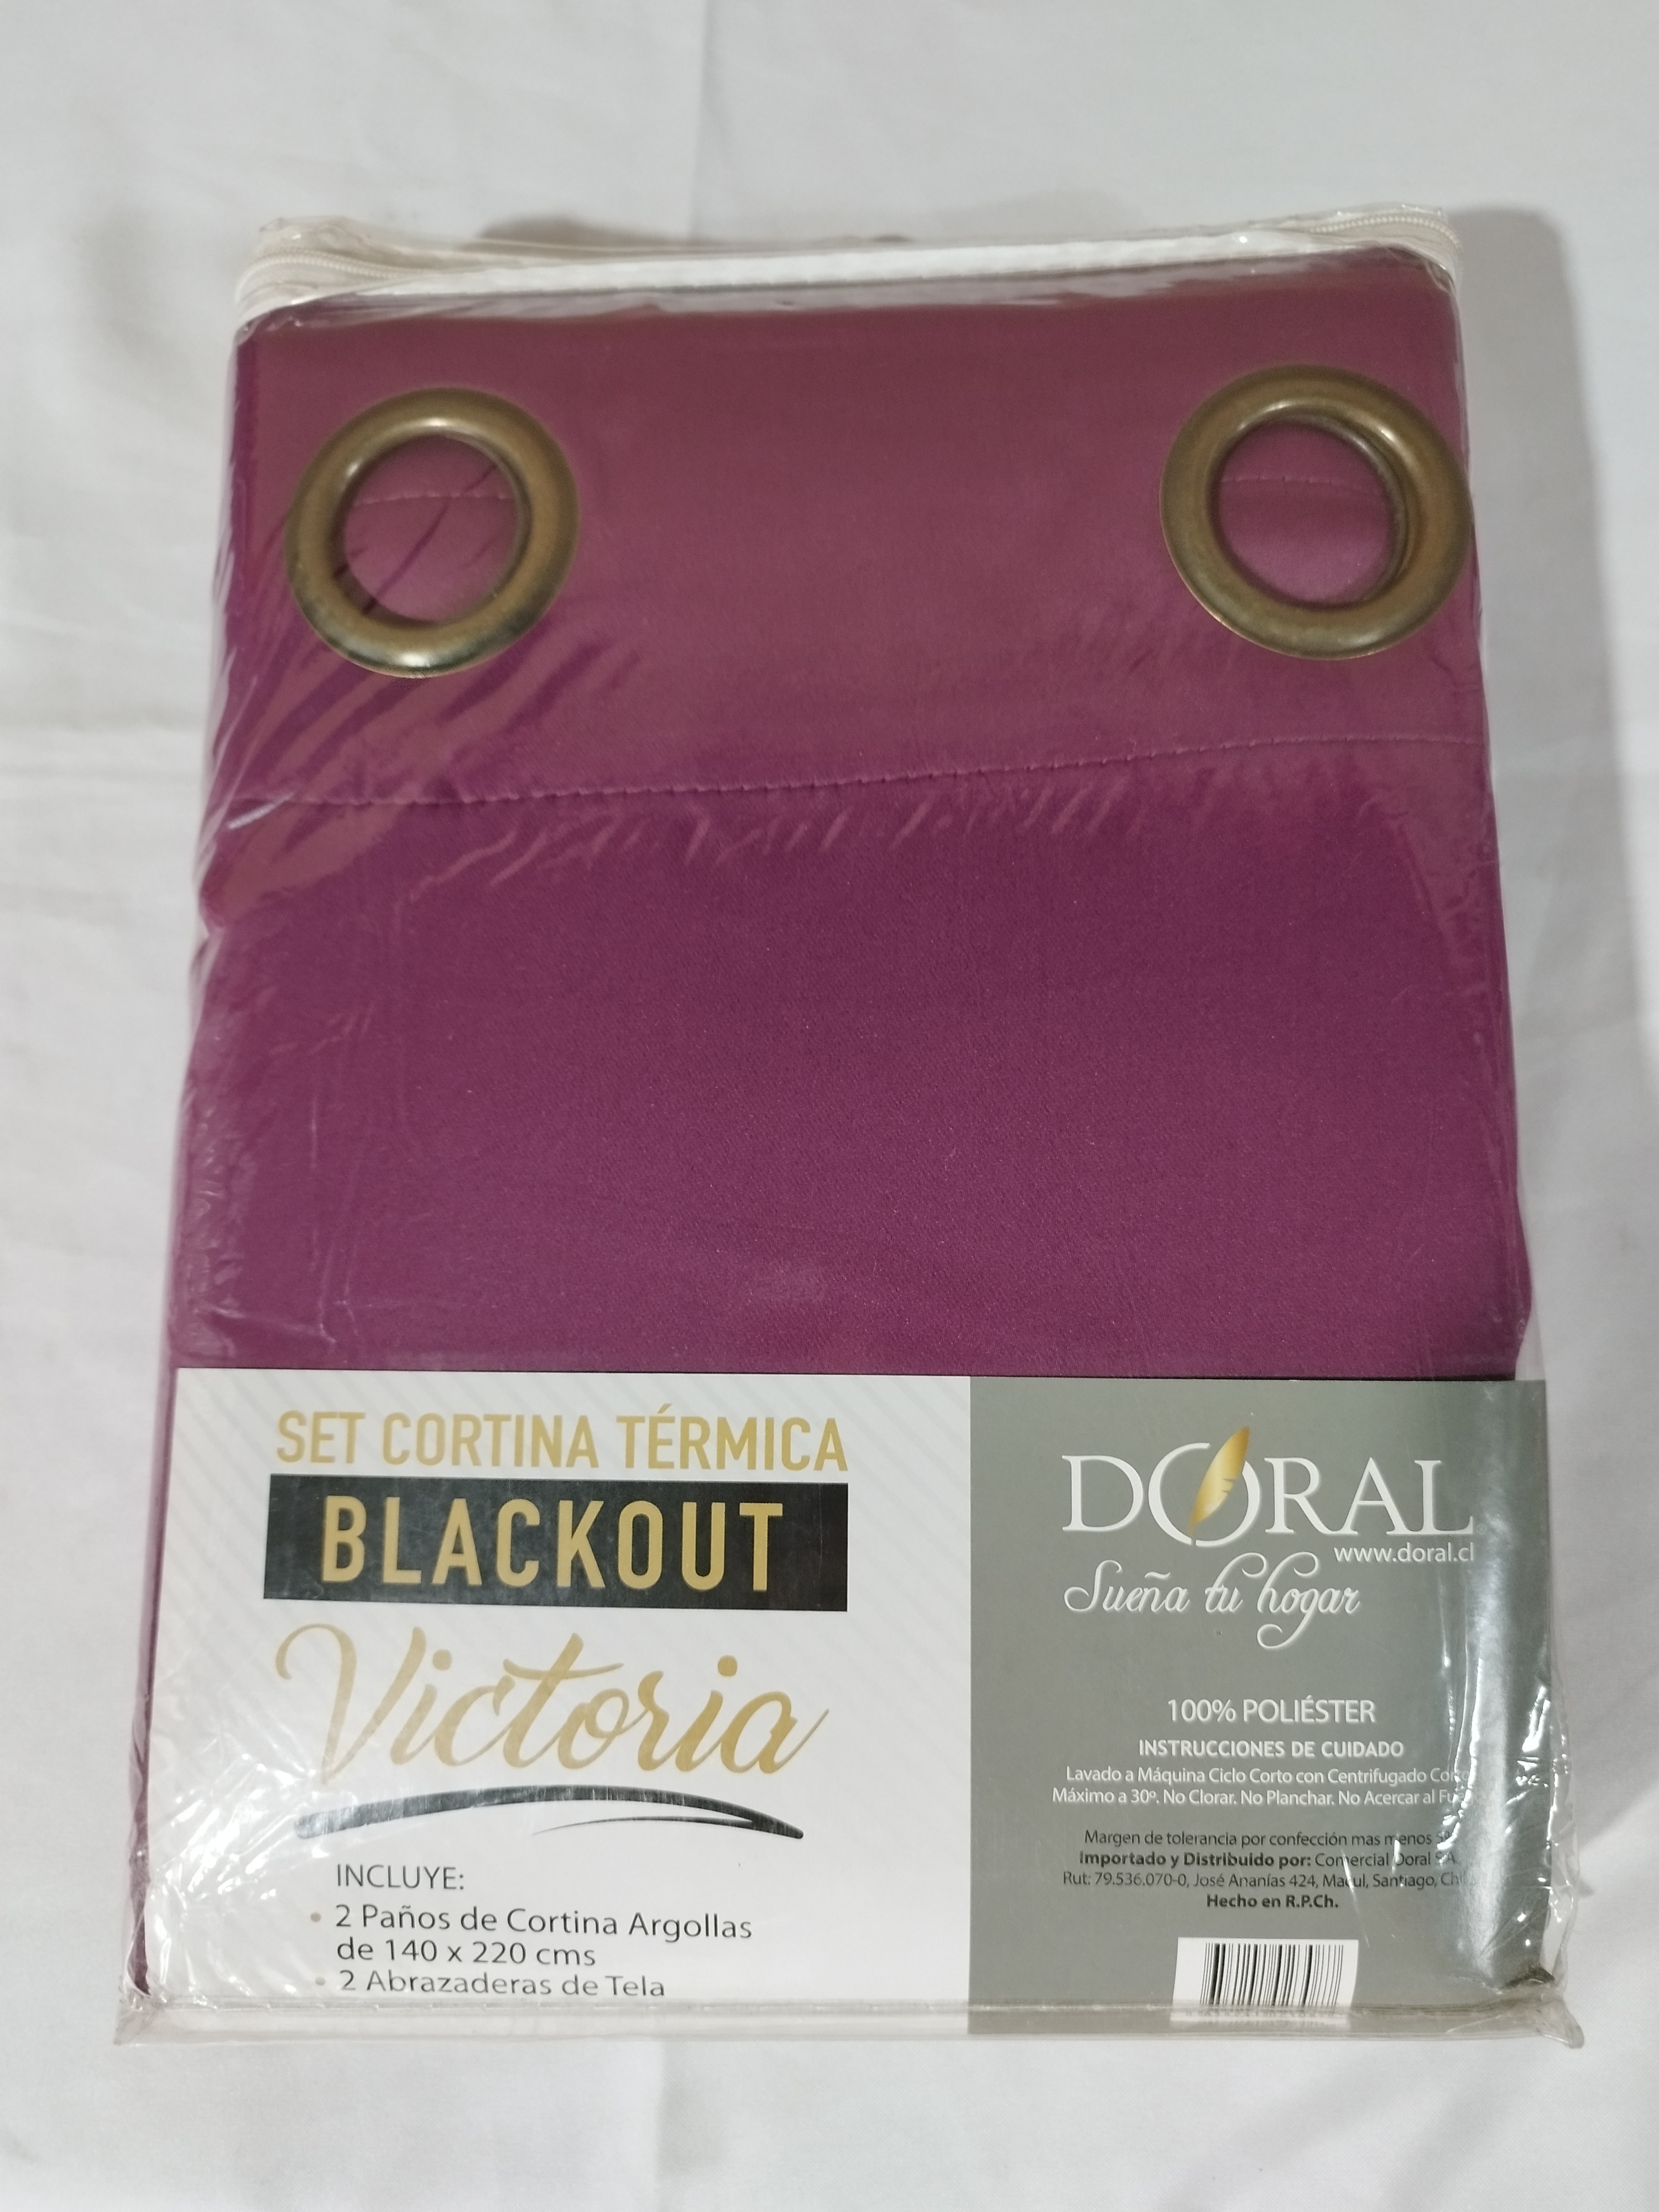 SET CORTINA TÉRMICA
BLACKOUT
Victoria
INCLUYE:
• 2 Paños de Cortina Argollas
de 140 x 220 cms
• 2 Abrazaderas de Tela
DORAL
www.doral.cl
Sueña tu hogar
100% POLIÉSTER
INSTRUCCIONES DE CUIDADO
Lavado a Máquina Ciclo Corto con Centrifugado
Máximo a 30º. No Clorar. No Planchar. No Acercar al
Margen de tolerancia por confección mas menos
Importado y Distribuido por: Comercial Doral S.A.
Rut: 79.536.070-0, José Ananías 424, Macul, Santiago,
Hecho en R.P.Ch.